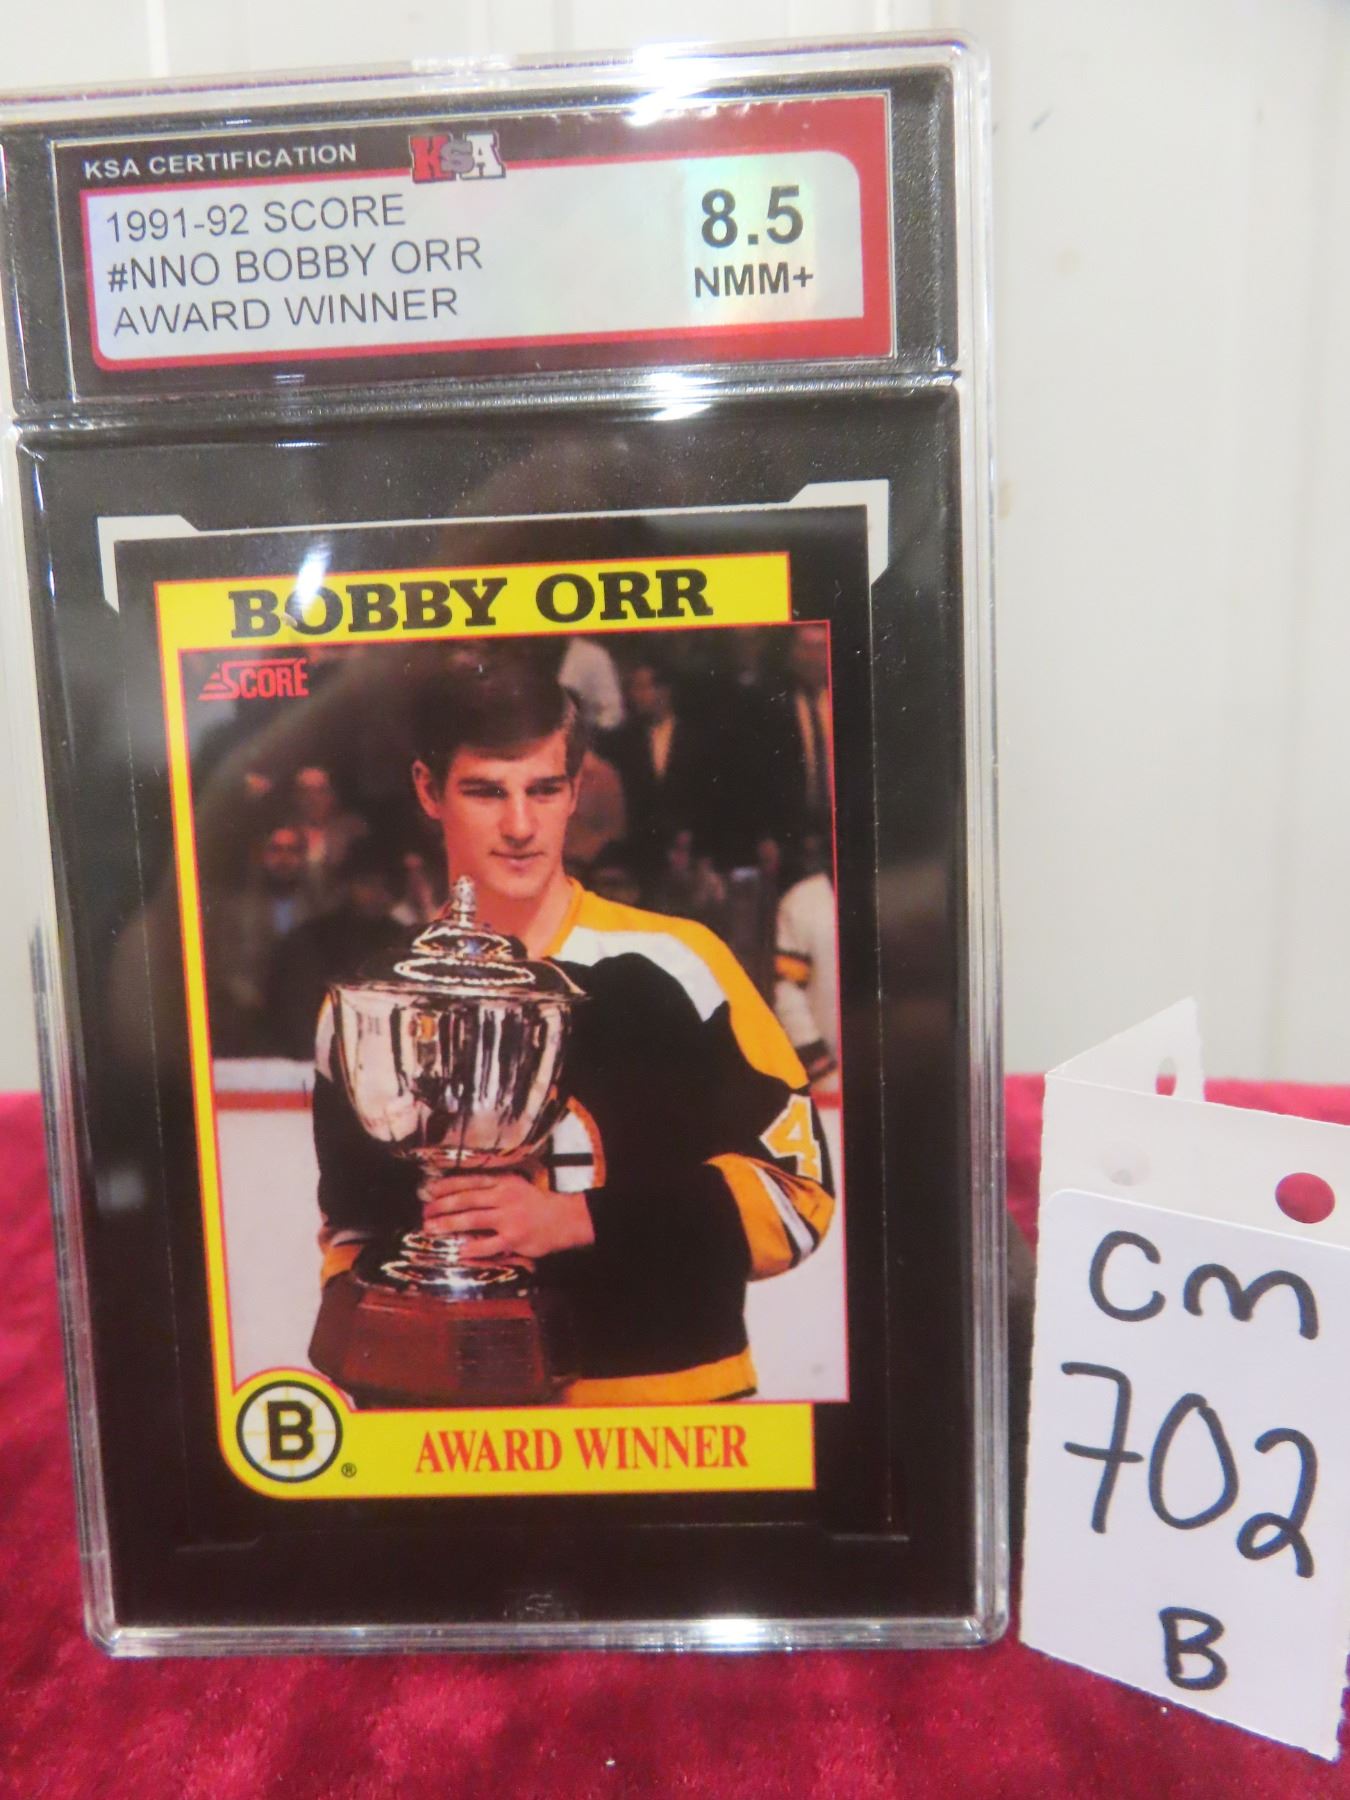 KSA CERTIFICATION
KSA
1991-92 SCORE
#NNO BOBBY ORR
AWARD WINNER
8.5
NMM+
BOBBY ORR
SCORE
4
B
®
AWARD WINNER
CM
702
B